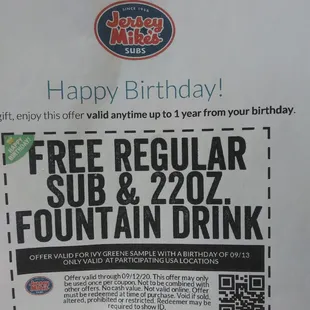 SINCE 1956
Jersey
Mike's
SUBS
Happy Birthday!
gift, enjoy this offer valid anytime up to 1 year from your birthday.
FREE REGULAR
SUB & 22OZ.
FOUNTAIN DRINK
OFFER VALID FOR IVY GREENE SAMPLE WITH A BIRTHDAY OF 09/13
ONLY VALID AT PARTICIPATING USA LOCATIONS
Offer valid through 09/12/20. This offer may only
be used once per coupon. Not to be combined with
other offers. No cash value. Not valid online. Offer
must be redeemed at time of purchase. Void if sold,
altered, prohibited or restricted. Redeemer may be
required to show ID.